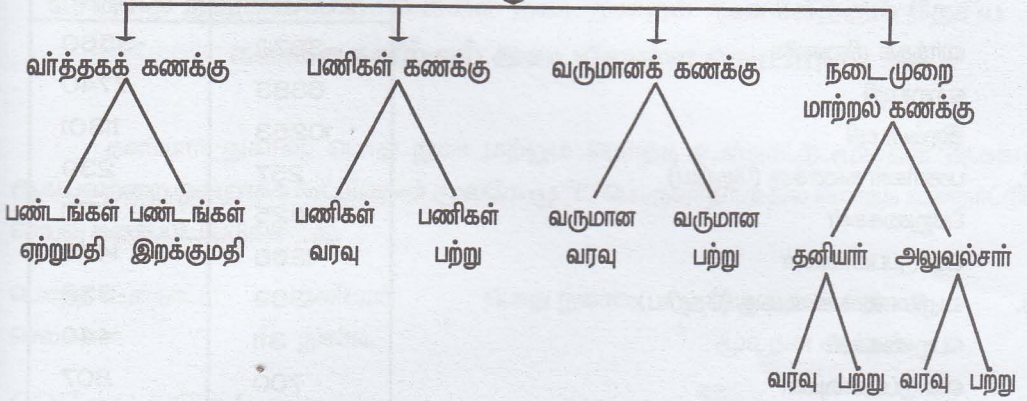 வர்த்தகக் கணக்கு
பணிகள் கணக்கு
வருமானக் கணக்கு
நடைமுறை
மாற்றல் கணக்கு
பண்டங்கள்
ஏற்றுமதி
பண்டங்கள்
இறக்குமதி
பணிகள்
வரவு
பணிகள்
பற்று
வருமான
வரவு
வருமான
பற்று
தனியார்
அலுவல்சார்
வரவு பற்று வரவு பற்று